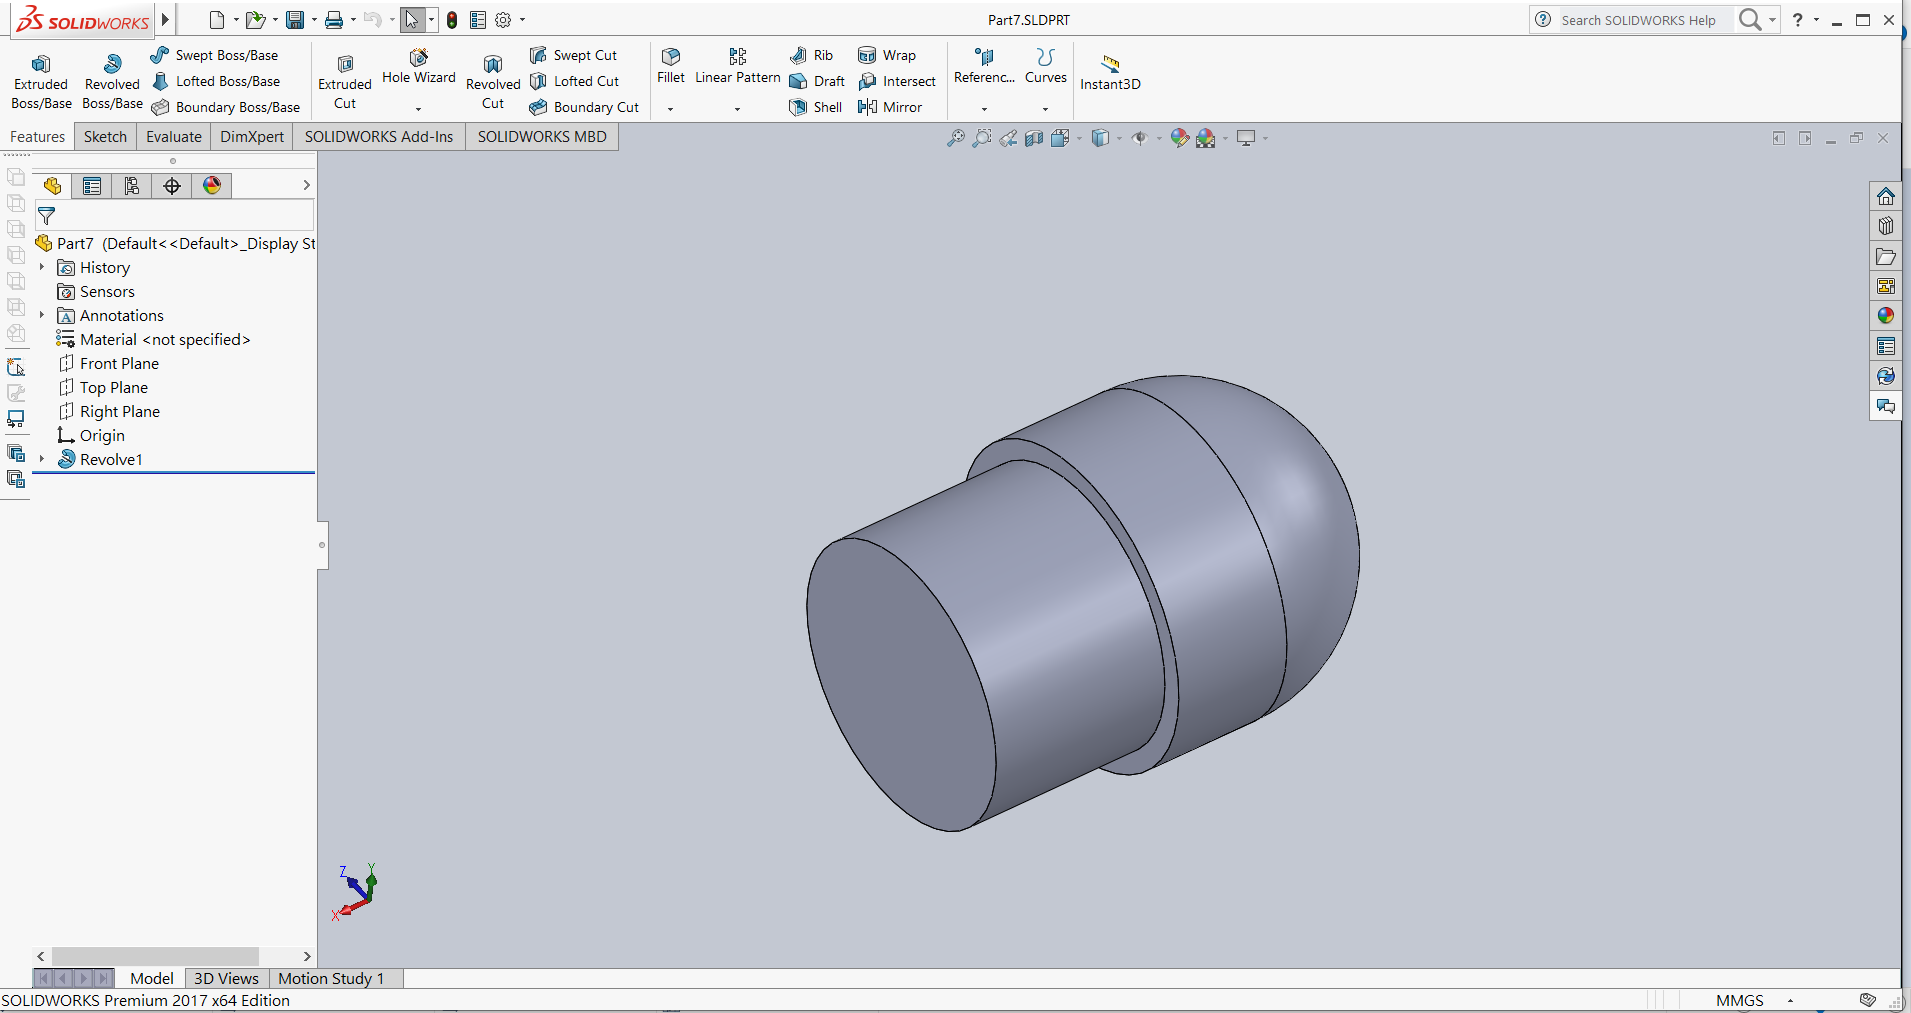 SOLIDWORKS
Part7.SLDPRT
Search SOLIDWORKS Help
?
Extruded Boss/Base
Revolved Boss/Base
Swept Boss/Base
Lofted Boss/Base
Boundary Boss/Base
Extruded Cut
Hole Wizard
Revolved Cut
Swept Cut
Lofted Cut
Boundary Cut
Fillet
Linear Pattern
Rib
Draft
Shell
Wrap
Intersect
Mirror
Referenc...
Curves
Instant3D
Features
Sketch
Evaluate
DimXpert
SOLIDWORKS Add-Ins
SOLIDWORKS MBD
Part7 (Default<<Default>_Display St
History
Sensors
Annotations
Material <not specified>
Front Plane
Top Plane
Right Plane
Origin
Revolve1
Z
Y
X
Model
3D Views
Motion Study 1
SOLIDWORKS Premium 2017 x64 Edition
MMGS